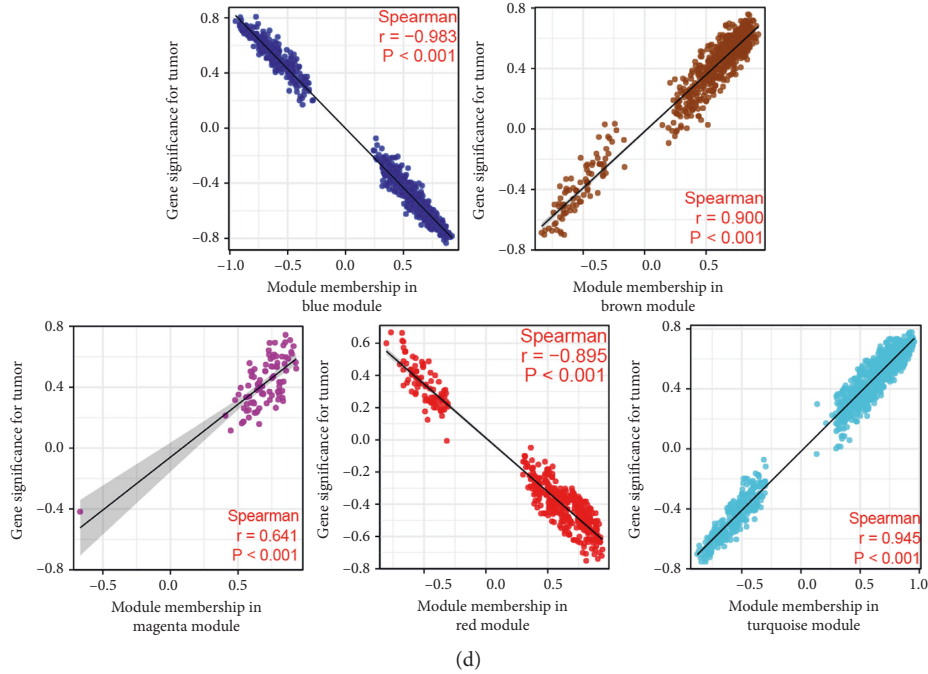 0.8
0.4
0.0
−0.4
−0.8
Gene significance for tumor
Spearman
r = −0.983
P < 0.001
−1.0
−0.5
0.0
0.5
Module membership in
blue module
0.8
0.4
0.0
−0.4
−0.8
Gene significance for tumor
Spearman
r = 0.900
P < 0.001
−0.5
0.0
0.5
Module membership in
brown module
0.8
0.4
0.0
−0.4
−0.8
Gene significance for tumor
Spearman
r = 0.641
P < 0.001
−0.5
0.0
0.5
Module membership in
magenta module
0.6
0.4
0.2
0.0
−0.2
−0.4
−0.6
−0.8
Gene significance for tumor
Spearman
r = −0.895
P < 0.001
−0.5
0.0
0.5
Module membership in
red module
0.8
0.4
0.0
−0.4
−0.8
Gene significance for tumor
Spearman
r = 0.945
P < 0.001
−0.5
0.0
0.5
1.0
Module membership in
turquoise module
(d)